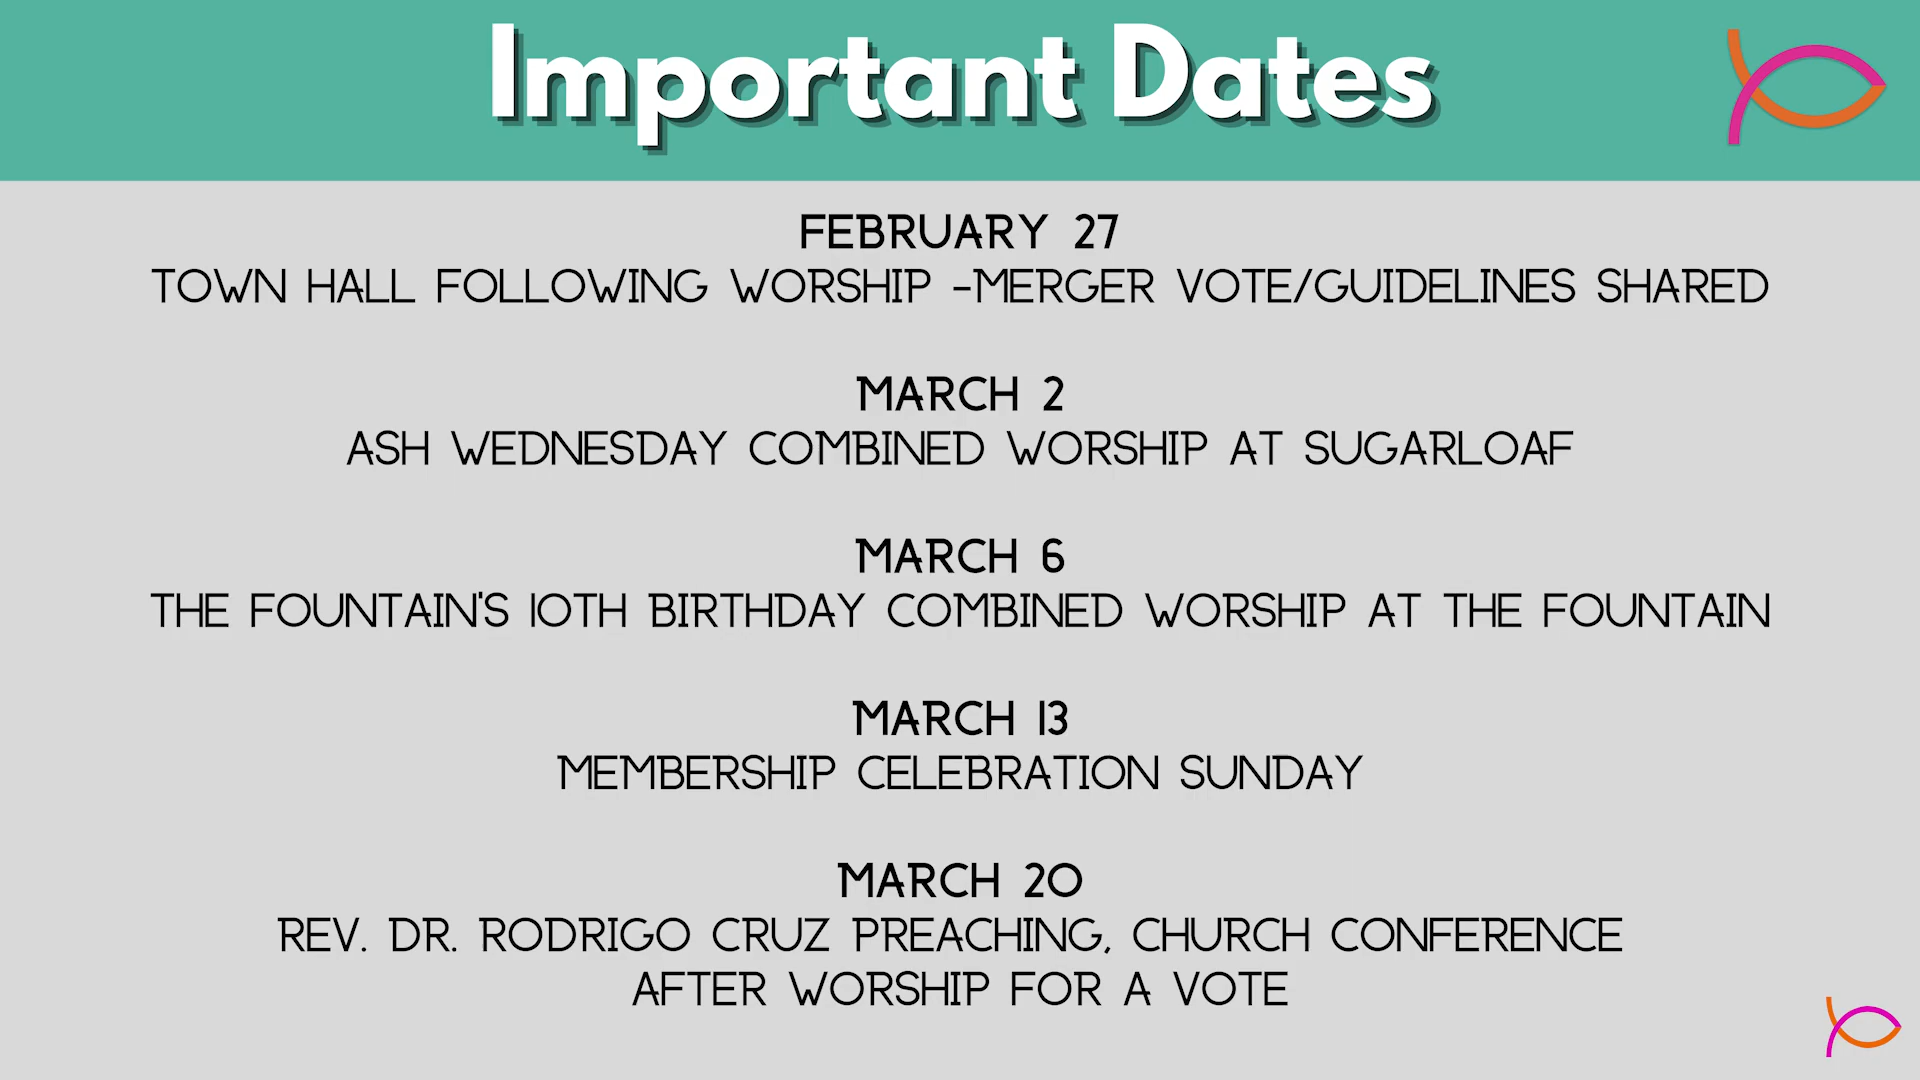 Important Dates
FEBRUARY 27
TOWN HALL FOLLOWING WORSHIP -MERGER VOTE/GUIDELINES SHARED
MARCH 2
ASH WEDNESDAY COMBINED WORSHIP AT SUGARLOAF
MARCH 6
THE FOUNTAIN'S 10TH BIRTHDAY COMBINED WORSHIP AT THE FOUNTAIN
MARCH 13
MEMBERSHIP CELEBRATION SUNDAY
MARCH 20
REV. DR. RODRIGO CRUZ PREACHING, CHURCH CONFERENCE
AFTER WORSHIP FOR A VOTE